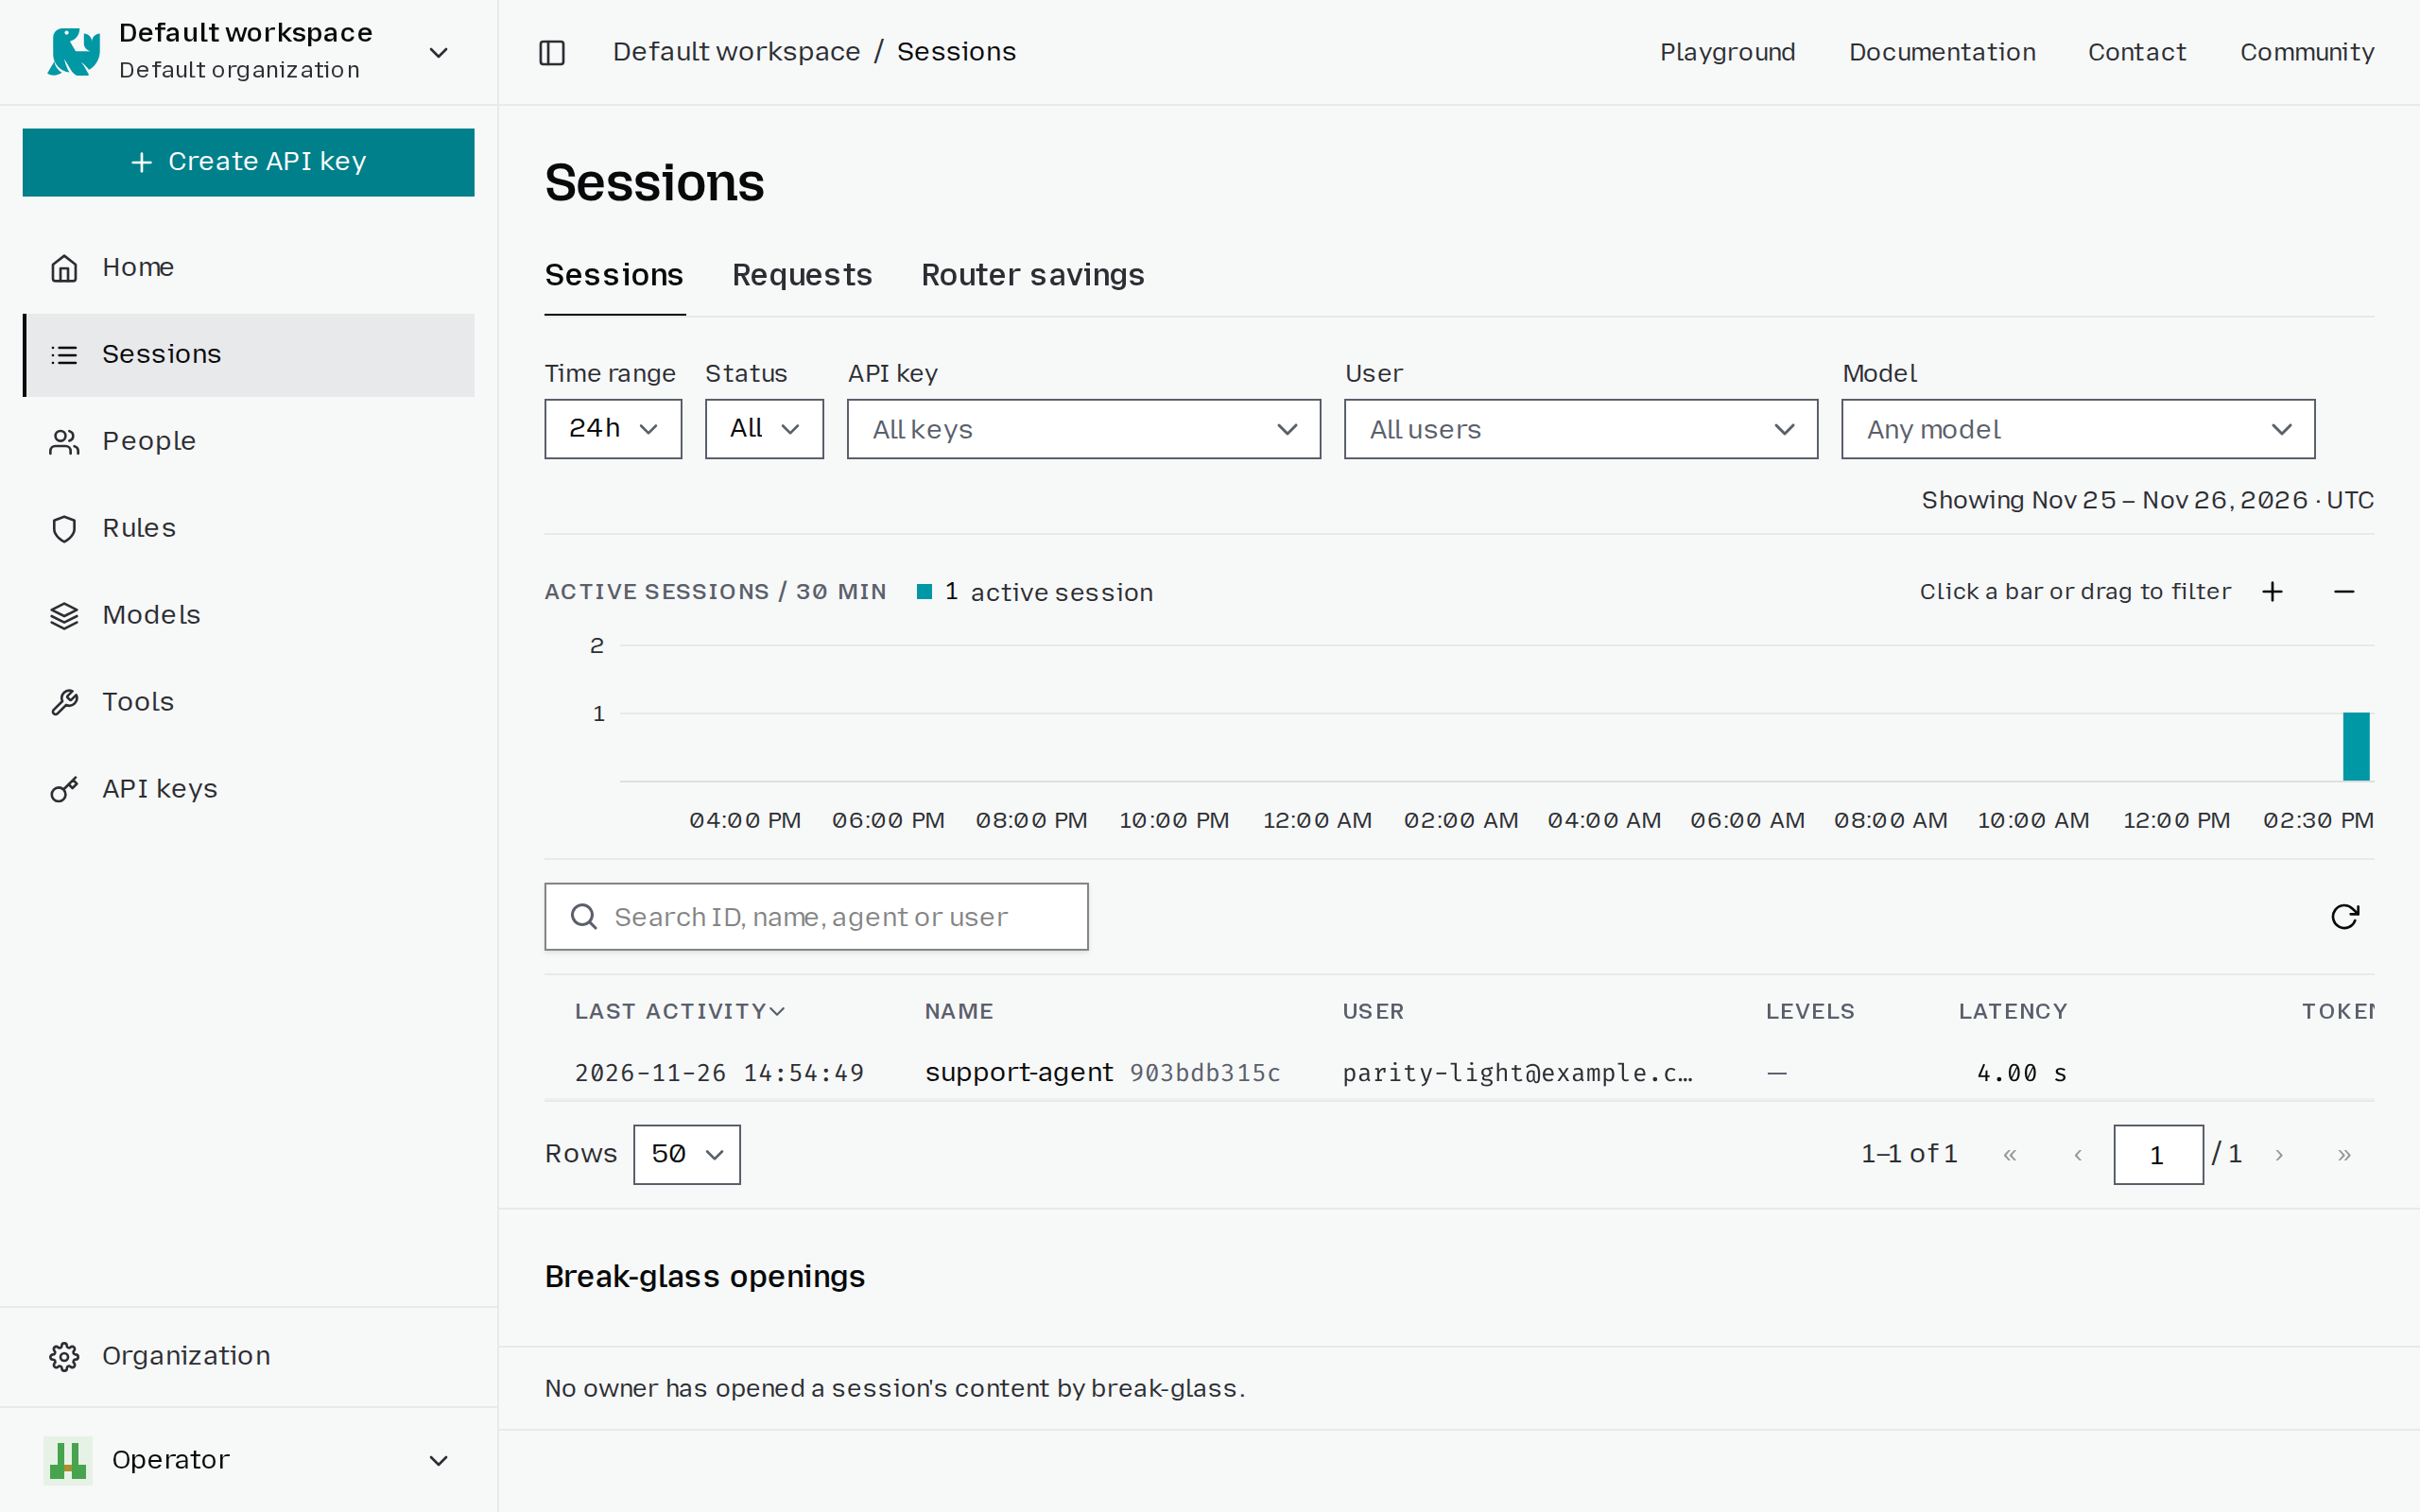 Default workspace
Default organization
Default workspace / Sessions
Playground Documentation Contact Community
Create API key
Home
Sessions
People
Rules
Models
Tools
API keys
Organization
Operator
Sessions
Sessions Requests Router savings
Time range Status API key User Model
24h All All keys All users Any model
Showing Nov 25 – Nov 26, 2026 · UTC
ACTIVE SESSIONS / 30 MIN 1 active session Click a bar or drag to filter
2
1
04:00 PM 06:00 PM 08:00 PM 10:00 PM 12:00 AM 02:00 AM 04:00 AM 06:00 AM 08:00 AM 10:00 AM 12:00 PM 02:30 PM
Search ID, name, agent or user
LAST ACTIVITY NAME USER LEVELS LATENCY TOKEN
2026-11-26 14:54:49 support-agent 903bdb315c parity-light@example.c… — 4.00 s
Rows 50 1–1 of 1 « ‹ 1 / 1 › »
Break-glass openings
No owner has opened a session's content by break-glass.